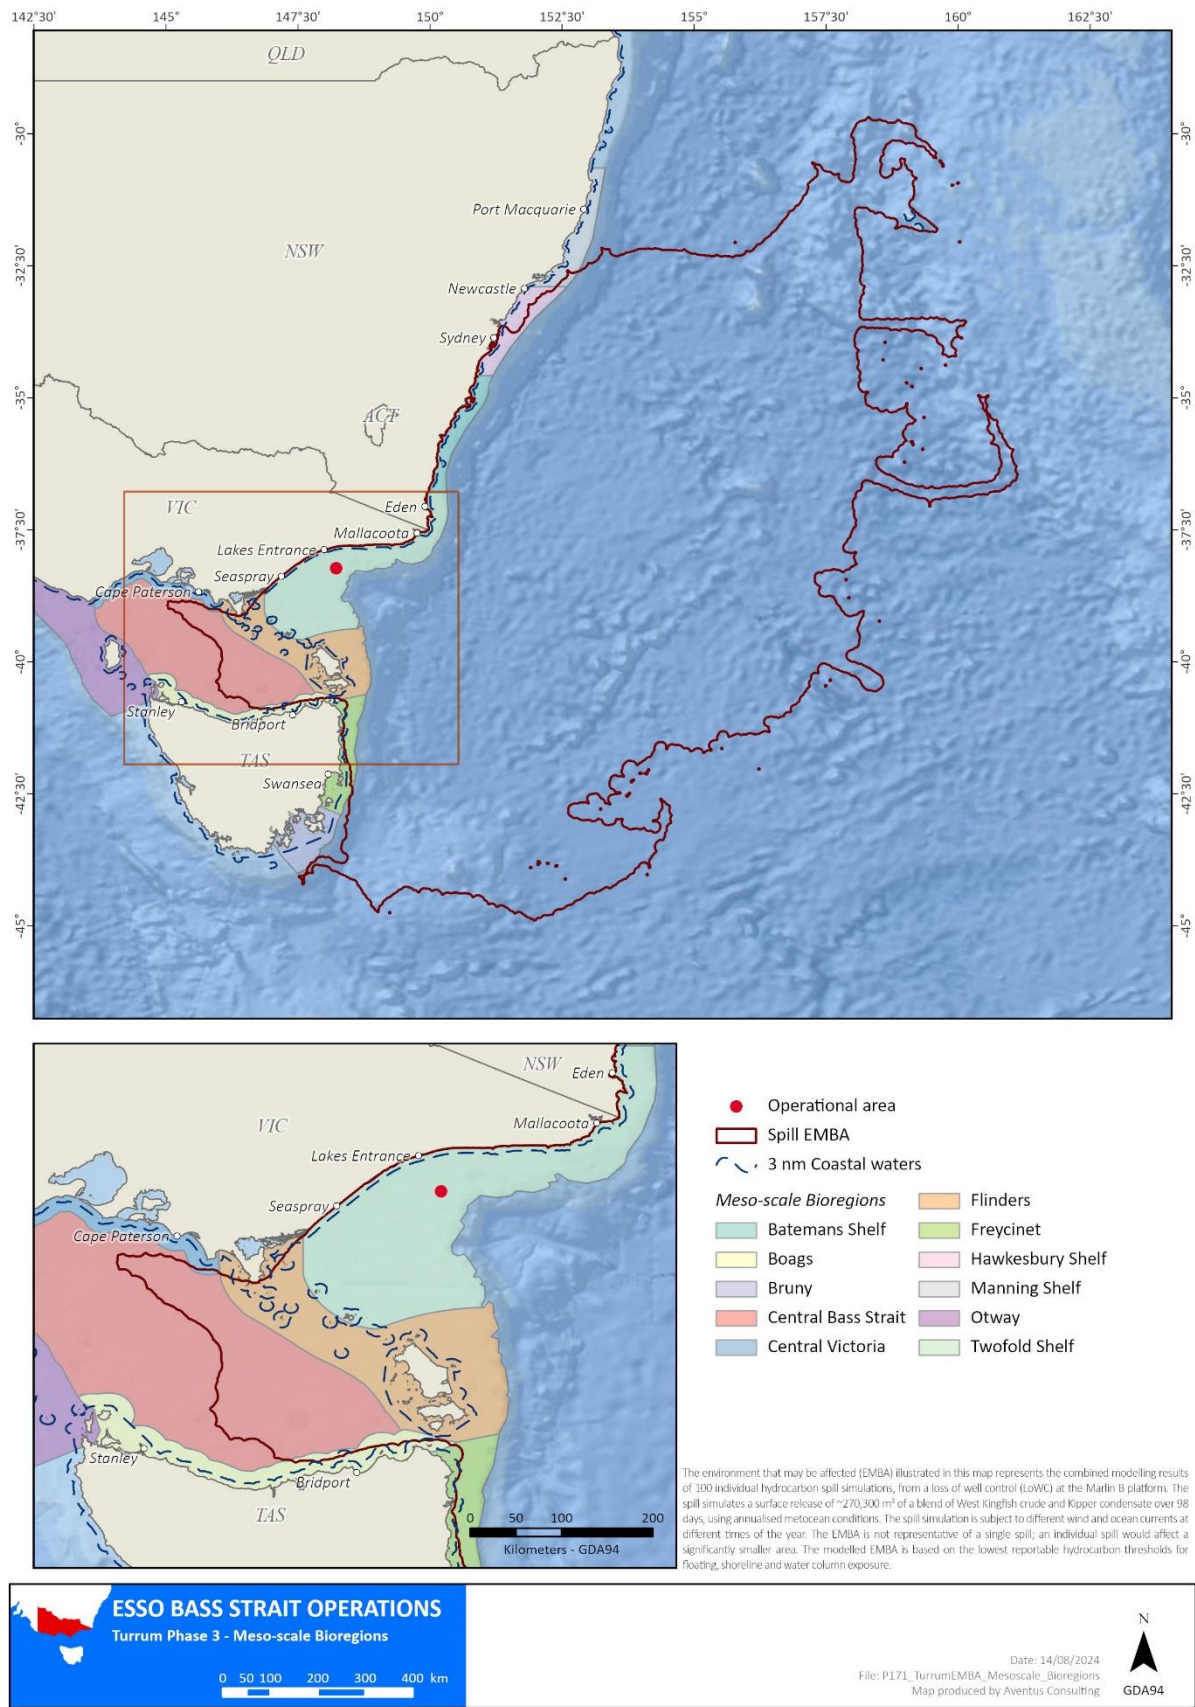 142°30' 145° 147°30' 150° 152°30' 155° 157°30' 160° 162°30'
QLD
-30° -30°
Port Macquarie
NSW
-32°30' -32°30'
Newcastle
Sydney
-35° -35°
ACT
VIC
Eden
-37°30' -37°30'
Mallacoota
Lakes Entrance
Seaspray
Cape Paterson
-40° -40°
Stanley
Bridport
TAS
Swansea
-42°30' -42°30'
-45° -45°
NSW
Eden
VIC
Mallacoota
Lakes Entrance
Seaspray
Cape Paterson
Stanley
Bridport
TAS
0 50 100 200
Kilometers - GDA94
Operational area
Spill EMBA
3 nm Coastal waters
Meso-scale Bioregions
Batemans Shelf
Boags
Bruny
Central Bass Strait
Central Victoria
Flinders
Freycinet
Hawkesbury Shelf
Manning Shelf
Otway
Twofold Shelf
The environment that may be affected (EMBA) illustrated in this map represents the combined modelling results
of 100 individual hydrocarbon spill simulations, from a loss of well control (LoWC) at the Marlin B platform. The
spill simulates a surface release of ~270,300 m³ of a blend of West Kingfish crude and Kipper condensate over 98
days, using annualised metocean conditions. The spill simulation is subject to different wind and ocean currents at
different times of the year. The EMBA is not representative of a single spill; an individual spill would affect a
significantly smaller area. The modelled EMBA is based on the lowest reportable hydrocarbon thresholds for
floating, shoreline and water column exposure.
ESSO BASS STRAIT OPERATIONS
Turrum Phase 3 - Meso-scale Bioregions
0 50 100 200 300 400 km
Date: 14/08/2024
File: P171_TurrumEMBA_Mesoscale_Bioregions
Map produced by Aventus Consulting
N
GDA94